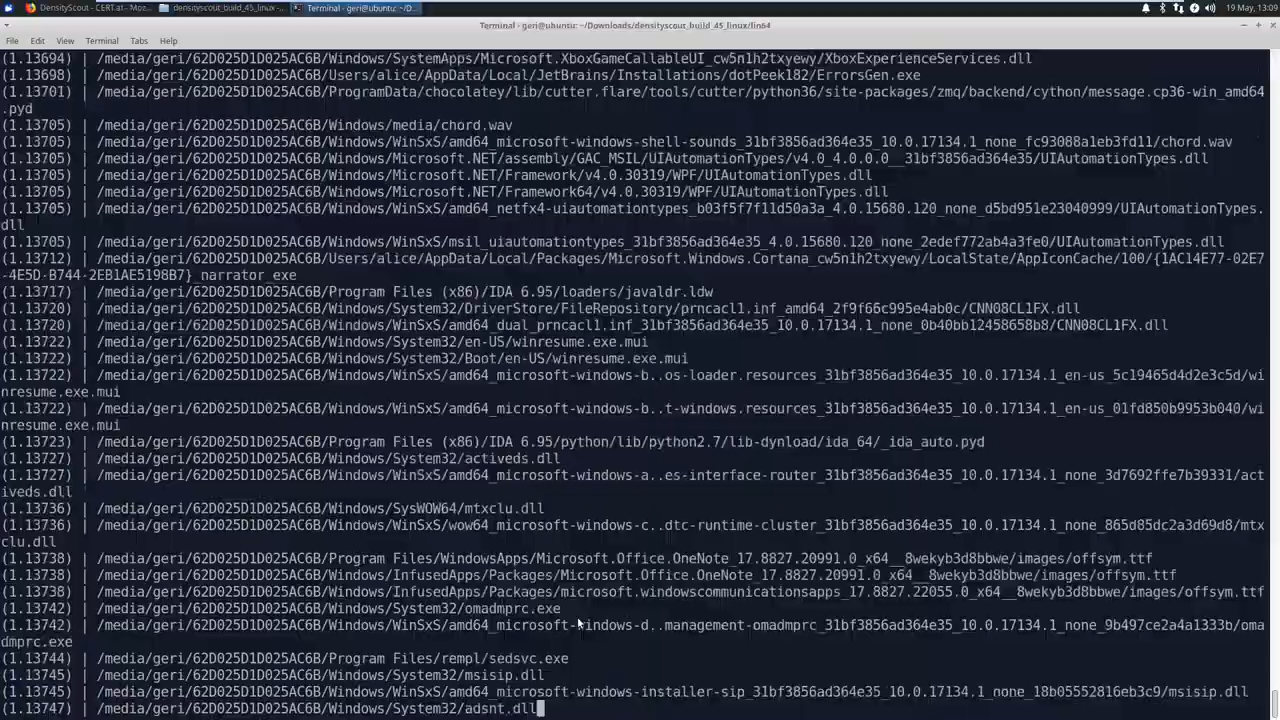 DensityScout - CERT.at - Moz...
densityscout_build_45_linux -...
Terminal - geri@ubuntu: ~/D...
19 May, 13:09
Terminal - geri@ubuntu: ~/Downloads/densityscout_build_45_linux/lin64
File Edit View Terminal Tabs Help
(1.13694) | /media/geri/62D025D1D025AC6B/Windows/SystemApps/Microsoft.XboxGameCallableUI_cw5n1h2txyewy/XboxExperienceServices.dll
(1.13698) | /media/geri/62D025D1D025AC6B/Users/alice/AppData/Local/JetBrains/Installations/dotPeek182/ErrorsGen.exe
(1.13701) | /media/geri/62D025D1D025AC6B/ProgramData/chocolatey/lib/cutter.flare/tools/cutter/python36/site-packages/zmq/backend/cython/message.cp36-win_amd64
.pyd
(1.13705) | /media/geri/62D025D1D025AC6B/Windows/media/chord.wav
(1.13705) | /media/geri/62D025D1D025AC6B/Windows/WinSxS/amd64_microsoft-windows-shell-sounds_31bf3856ad364e35_10.0.17134.1_none_fc93088a1eb3fd11/chord.wav
(1.13705) | /media/geri/62D025D1D025AC6B/Windows/Microsoft.NET/assembly/GAC_MSIL/UIAutomationTypes/v4.0_4.0.0.0__31bf3856ad364e35/UIAutomationTypes.dll
(1.13705) | /media/geri/62D025D1D025AC6B/Windows/Microsoft.NET/Framework/v4.0.30319/WPF/UIAutomationTypes.dll
(1.13705) | /media/geri/62D025D1D025AC6B/Windows/Microsoft.NET/Framework64/v4.0.30319/WPF/UIAutomationTypes.dll
(1.13705) | /media/geri/62D025D1D025AC6B/Windows/WinSxS/amd64_netfx4-uiautomationtypes_b03f5f7f11d50a3a_4.0.15680.120_none_d5bd951e23040999/UIAutomationTypes.
dll
(1.13705) | /media/geri/62D025D1D025AC6B/Windows/WinSxS/msil_uiautomationtypes_31bf3856ad364e35_4.0.15680.120_none_2edef772ab4a3fe0/UIAutomationTypes.dll
(1.13712) | /media/geri/62D025D1D025AC6B/Users/alice/AppData/Local/Packages/Microsoft.Windows.Cortana_cw5n1h2txyewy/LocalState/AppIconCache/100/{1AC14E77-02E7
-4E5D-B744-2EB1AE5198B7}_narrator_exe
(1.13717) | /media/geri/62D025D1D025AC6B/Program Files (x86)/IDA 6.95/loaders/javaldr.ldw
(1.13720) | /media/geri/62D025D1D025AC6B/Windows/System32/DriverStore/FileRepository/prncacl1.inf_amd64_2f9f66c995e4ab0c/CNN08CL1FX.dll
(1.13720) | /media/geri/62D025D1D025AC6B/Windows/WinSxS/amd64_dual_prncacl1.inf_31bf3856ad364e35_10.0.17134.1_none_0b40bb12458658b8/CNN08CL1FX.dll
(1.13722) | /media/geri/62D025D1D025AC6B/Windows/System32/en-US/winresume.exe.mui
(1.13722) | /media/geri/62D025D1D025AC6B/Windows/System32/Boot/en-US/winresume.exe.mui
(1.13722) | /media/geri/62D025D1D025AC6B/Windows/WinSxS/amd64_microsoft-windows-b..os-loader.resources_31bf3856ad364e35_10.0.17134.1_en-us_5c19465d4d2e3c5d/wi
nresume.exe.mui
(1.13722) | /media/geri/62D025D1D025AC6B/Windows/WinSxS/amd64_microsoft-windows-b..t-windows.resources_31bf3856ad364e35_10.0.17134.1_en-us_01fd850b9953b040/wi
nresume.exe.mui
(1.13723) | /media/geri/62D025D1D025AC6B/Program Files (x86)/IDA 6.95/python/lib/python2.7/lib-dynload/ida_64/_ida_auto.pyd
(1.13727) | /media/geri/62D025D1D025AC6B/Windows/System32/activeds.dll
(1.13727) | /media/geri/62D025D1D025AC6B/Windows/WinSxS/amd64_microsoft-windows-a..es-interface-router_31bf3856ad364e35_10.0.17134.1_none_3d7692ffe7b39331/act
iveds.dll
(1.13736) | /media/geri/62D025D1D025AC6B/Windows/SysWOW64/mtxclu.dll
(1.13736) | /media/geri/62D025D1D025AC6B/Windows/WinSxS/wow64_microsoft-windows-c..dtc-runtime-cluster_31bf3856ad364e35_10.0.17134.1_none_865d85dc2a3d69d8/mtx
clu.dll
(1.13738) | /media/geri/62D025D1D025AC6B/Program Files/WindowsApps/Microsoft.Office.OneNote_17.8827.20991.0_x64__8wekyb3d8bbwe/images/offsym.ttf
(1.13738) | /media/geri/62D025D1D025AC6B/Windows/InfusedApps/Packages/Microsoft.Office.OneNote_17.8827.20991.0_x64__8wekyb3d8bbwe/images/offsym.ttf
(1.13738) | /media/geri/62D025D1D025AC6B/Windows/InfusedApps/Packages/microsoft.windowscommunicationsapps_17.8827.22055.0_x64__8wekyb3d8bbwe/images/offsym.ttf
(1.13742) | /media/geri/62D025D1D025AC6B/Windows/System32/omadmprc.exe
(1.13742) | /media/geri/62D025D1D025AC6B/Windows/WinSxS/amd64_microsoft-windows-d..management-omadmprc_31bf3856ad364e35_10.0.17134.1_none_9b497ce2a4a1333b/oma
dmprc.exe
(1.13744) | /media/geri/62D025D1D025AC6B/Program Files/rempl/sedsvc.exe
(1.13745) | /media/geri/62D025D1D025AC6B/Windows/System32/msisip.dll
(1.13745) | /media/geri/62D025D1D025AC6B/Windows/WinSxS/amd64_microsoft-windows-installer-sip_31bf3856ad364e35_10.0.17134.1_none_18b05552816eb3c9/msisip.dll
(1.13747) | /media/geri/62D025D1D025AC6B/Windows/System32/adsnt.dll